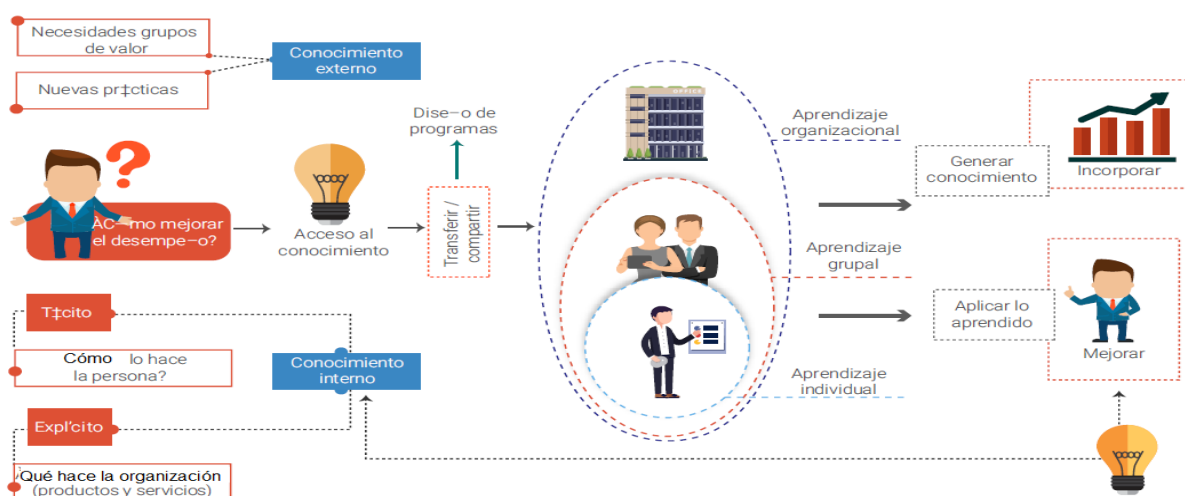 Necesidades grupos
de valor
Conocimiento
externo
Nuevas pr‡cticas
Dise–o de
programas
OFFICE
Aprendizaje
organizacional
Generar
conocimiento
Incorporar
?
AC–mo mejorar
el desempe–o?
Acceso al
conocimiento
Transferir /
compartir
Aprendizaje
grupal
T‡cito
Cómo lo hace
la persona?
Conocimiento
interno
Aplicar lo
aprendido
Mejorar
Aprendizaje
individual
Expl’cito
Qué hace la organización
(productos y servicios)